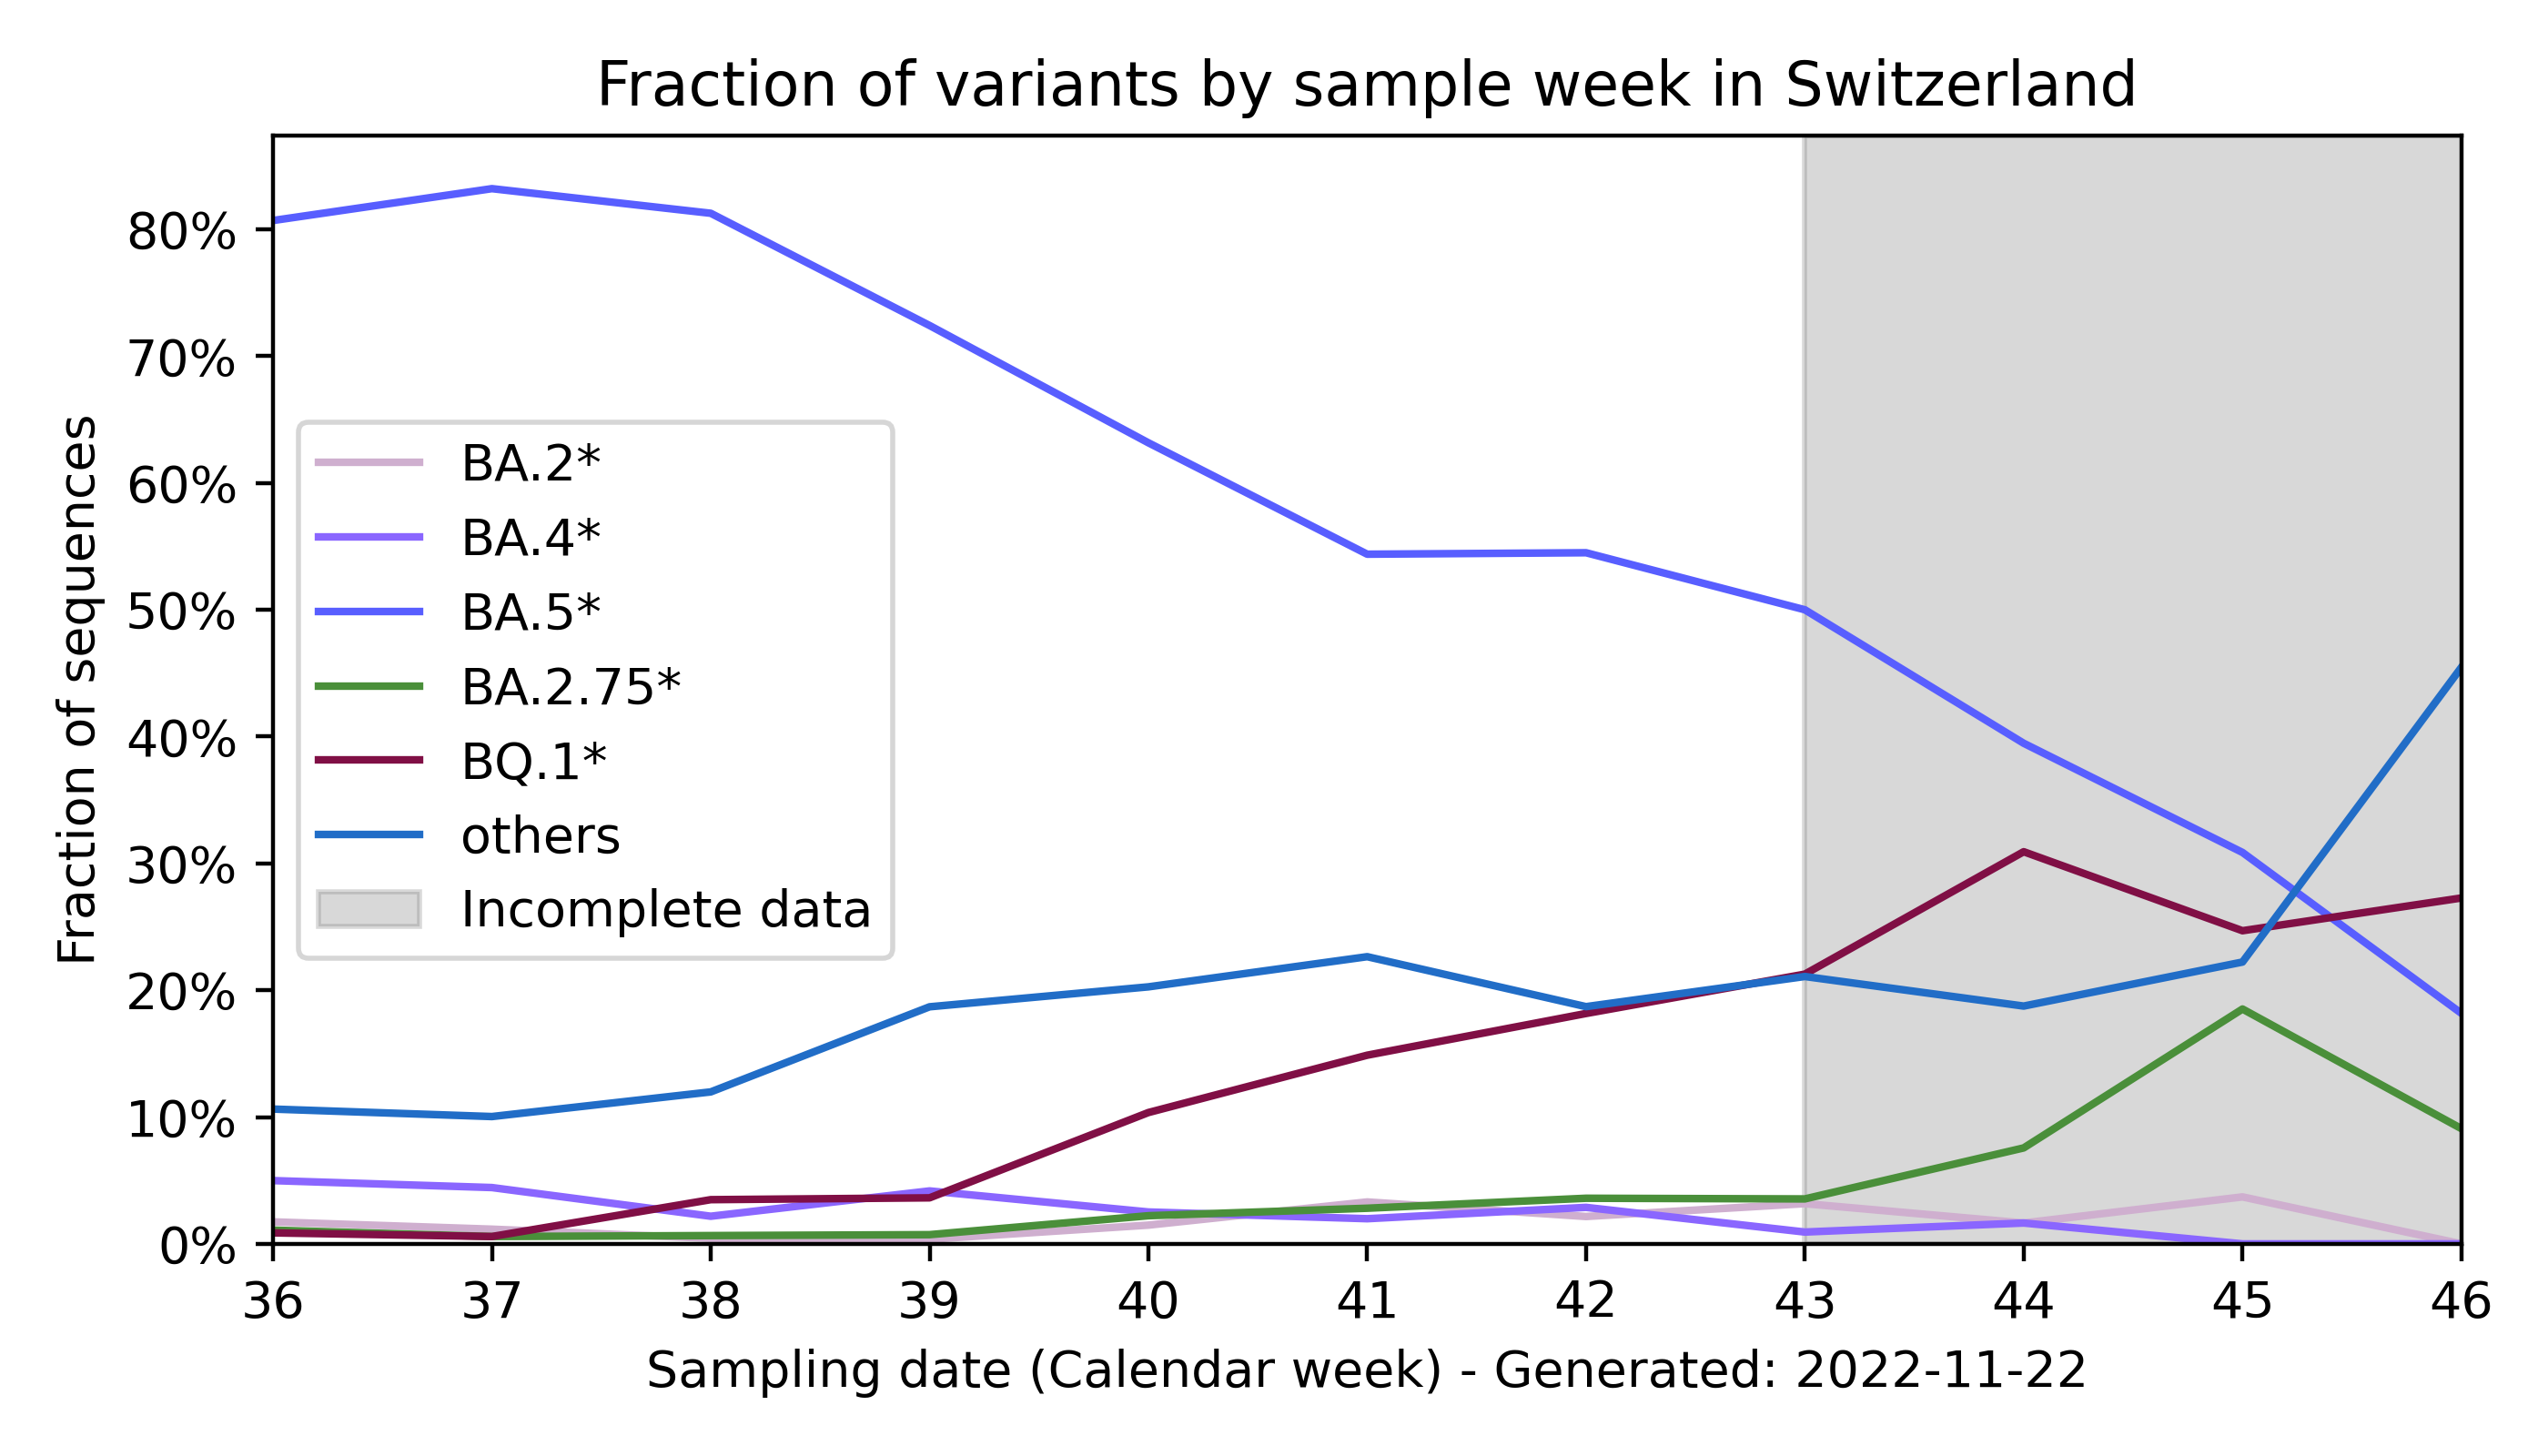 Fraction of variants by sample week in Switzerland
Fraction of sequences
80%
70%
60%
50%
40%
30%
20%
10%
0%
BA.2*
BA.4*
BA.5*
BA.2.75*
BQ.1*
others
Incomplete data
36 37 38 39 40 41 42 43 44 45 46
Sampling date (Calendar week) - Generated: 2022-11-22